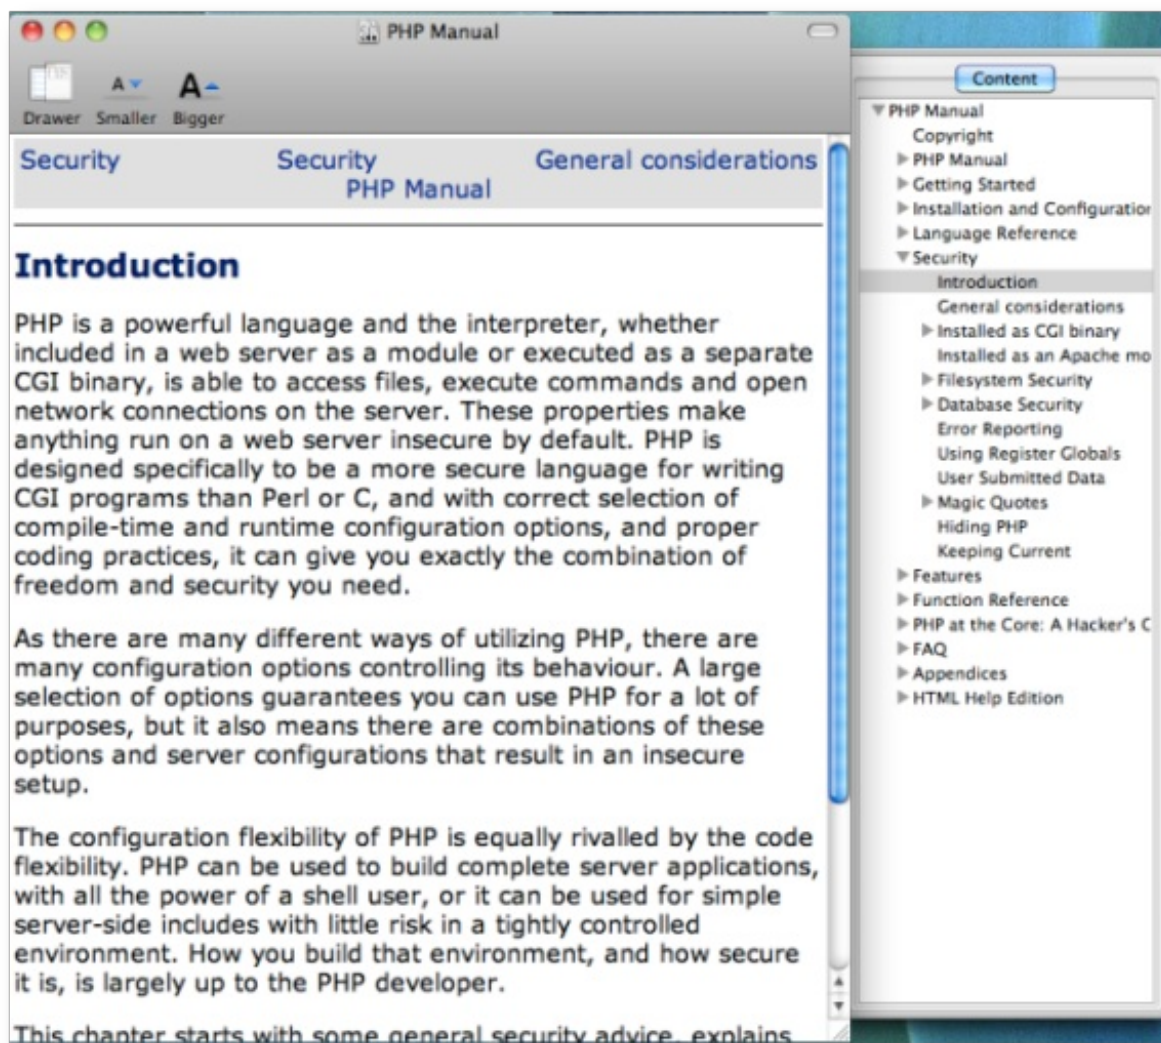 PHP Manual
Drawer Smaller Bigger
Security Security General considerations
PHP Manual
Introduction
PHP is a powerful language and the interpreter, whether
included in a web server as a module or executed as a separate
CGI binary, is able to access files, execute commands and open
network connections on the server. These properties make
anything run on a web server insecure by default. PHP is
designed specifically to be a more secure language for writing
CGI programs than Perl or C, and with correct selection of
compile-time and runtime configuration options, and proper
coding practices, it can give you exactly the combination of
freedom and security you need.
As there are many different ways of utilizing PHP, there are
many configuration options controlling its behaviour. A large
selection of options guarantees you can use PHP for a lot of
purposes, but it also means there are combinations of these
options and server configurations that result in an insecure
setup.
The configuration flexibility of PHP is equally rivalled by the code
flexibility. PHP can be used to build complete server applications,
with all the power of a shell user, or it can be used for simple
server-side includes with little risk in a tightly controlled
environment. How you build that environment, and how secure
it is, is largely up to the PHP developer.
This chapter starts with some general security advice, explains
Content
PHP Manual
Copyright
PHP Manual
Getting Started
Installation and Configuration
Language Reference
Security
Introduction
General considerations
Installed as CGI binary
Installed as an Apache mo
Filesystem Security
Database Security
Error Reporting
Using Register Globals
User Submitted Data
Magic Quotes
Hiding PHP
Keeping Current
Features
Function Reference
PHP at the Core: A Hacker's C
FAQ
Appendices
HTML Help Edition